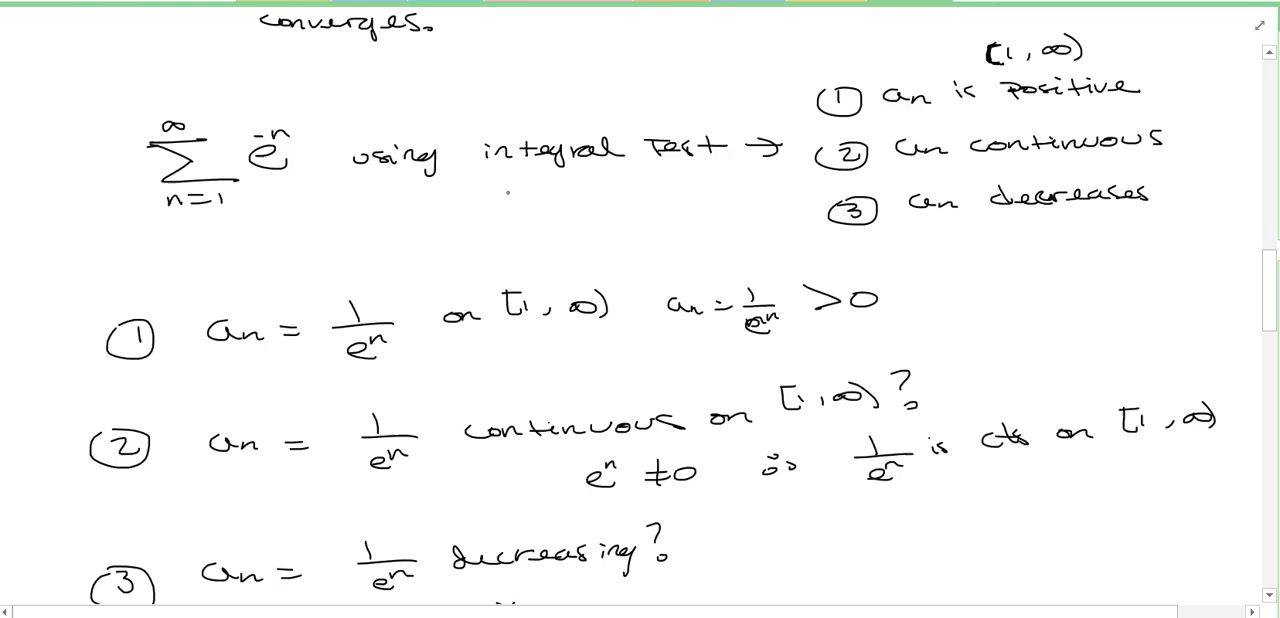 converges.
[1, ∞)
① an is positive
∞ ∑ n=1 e^-n using integral Test → ② an continuous
③ an decreases
① an = 1/e^n on [1, ∞) an = 1/e^n > 0
② an = 1/e^n continuous on [1, ∞)?
e^n ≠ 0 ∴ 1/e^n is cts on [1, ∞)
③ an = 1/e^n decreasing?